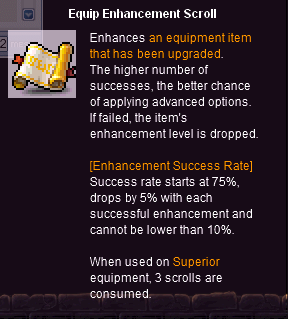 Equip Enhancement Scroll
Enhances an equipment item
that has been upgraded.
The higher number of
successes, the better chance
of applying advanced options.
If failed, the item's
enhancement level is dropped.
[Enhancement Success Rate]
Success rate starts at 75%,
drops by 5% with each
successful enhancement and
cannot be lower than 10%.
When used on Superior
equipment, 3 scrolls are
consumed.